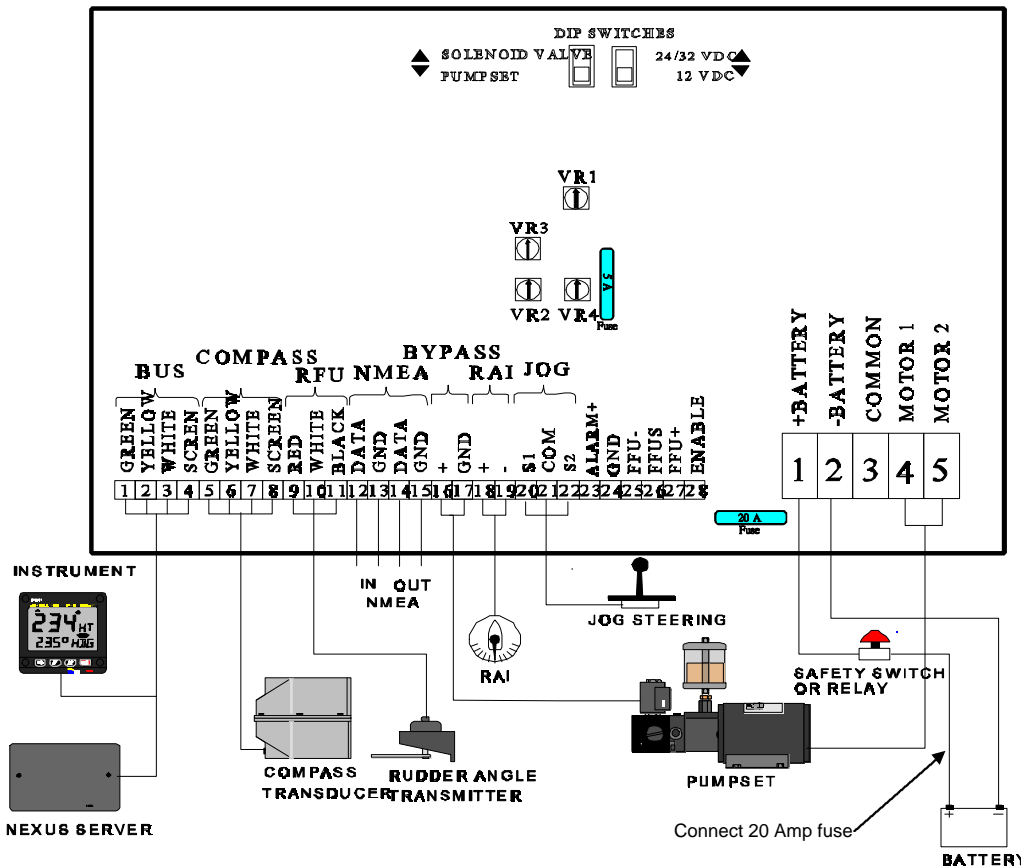 DIP SWITCHES
SOLENOID VALVE 24/32 VDC
PUMPSET 12 VDC
VR1
VR3
VR2 VR4
5 A
Fuse
BUS COMPASS RFU NMEA BYPASS RAI JOG
GREEN
YELLOW
WHITE
SCREN
GREEN
YELLOW
WHITE
SCREEN
RED
WHITE
BLACK
DATA
GND
DATA
GND
+
GND
+
-
S1
COM
S2
ALARM+
GND
FFU-
FFUS
FFU+
ENABLE
1 2 3 4 5 6 7 8 9 10 11 12 13 14 15 16 17 18 19 20 21 22 23 24 25 26 27 28
+BATTERY
-BATTERY
COMMON
MOTOR 1
MOTOR 2
1 2 3 4 5
20 A
Fuse
INSTRUMENT
234° HT
235°
IN OUT
NMEA
RAI
JOG STEERING
SAFETY SWITCH
OR RELAY
COMPASS
TRANSDUCER
RUDDER ANGLE
TRANSMITTER
PUMPSET
NEXUS SERVER
Connect 20 Amp fuse
+ −
BATTERY